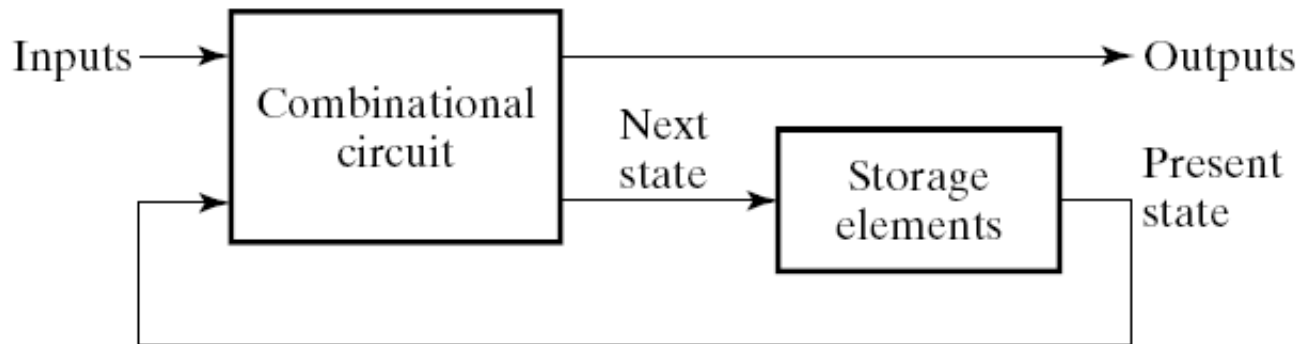 Inputs
Combinational
circuit
Outputs
Next
state
Storage
elements
Present
state